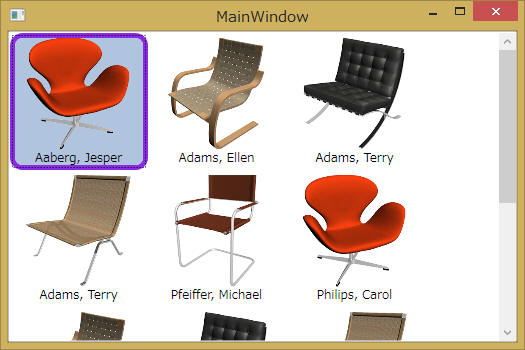 MainWindow
Aaberg, Jesper
Adams, Ellen
Adams, Terry
Adams, Terry
Pfeiffer, Michael
Philips, Carol